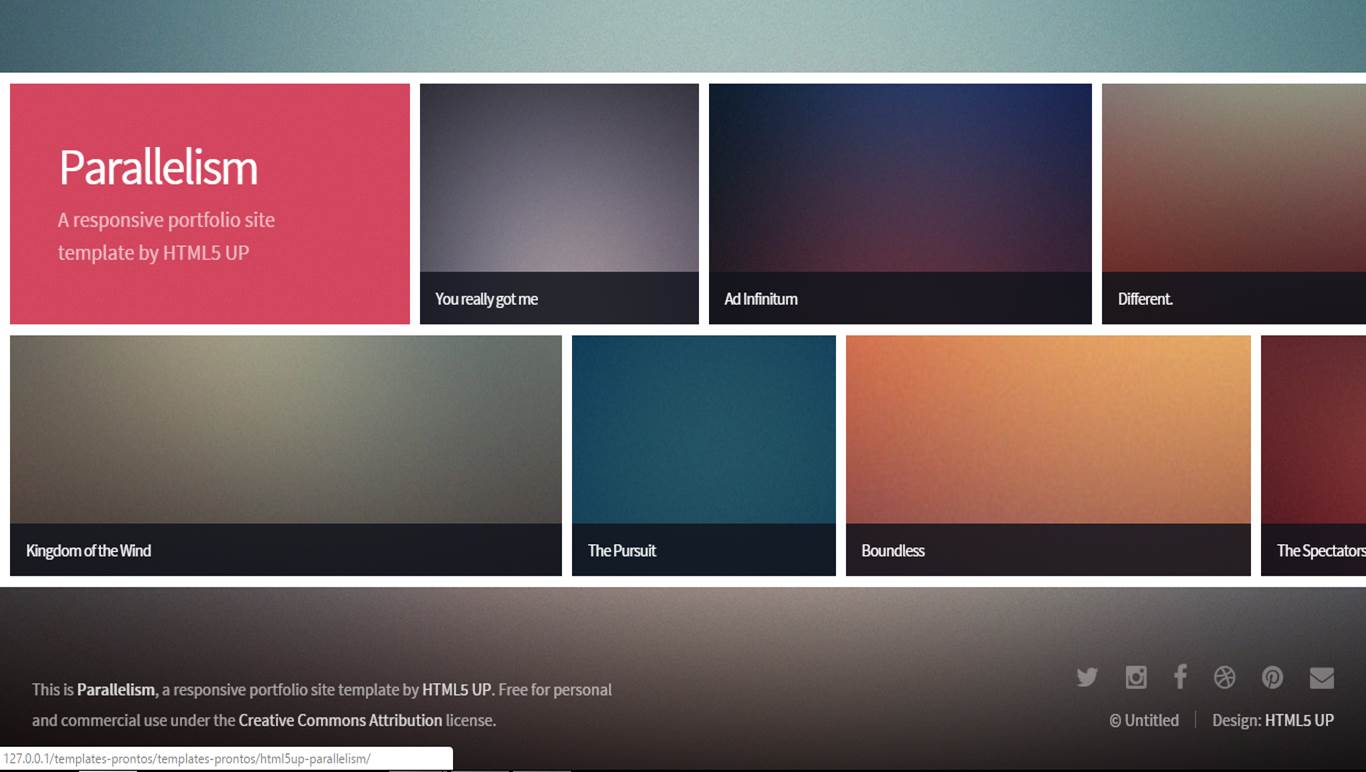 Parallelism
A responsive portfolio site
template by HTML5 UP
You really got me
Ad Infinitum
Different.
Kingdom of the Wind
The Pursuit
Boundless
The Spectators
This is Parallelism, a responsive portfolio site template by HTML5 UP. Free for personal
and commercial use under the Creative Commons Attribution license.
© Untitled
Design: HTML5 UP
127.0.0.1/templates-prontos/templates-prontos/html5up-parallelism/